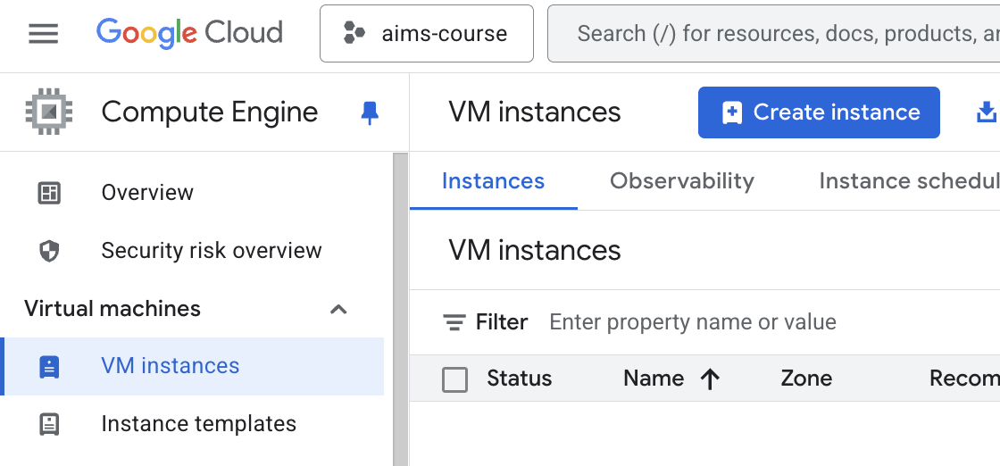 Google Cloud
aims-course
Search (/) for resources, docs, products, an
Compute Engine
VM instances
Create instance
Overview
Security risk overview
Virtual machines
VM instances
Instance templates
Instances
Observability
Instance schedul
VM instances
Filter
Enter property name or value
Status
Name
Zone
Recom